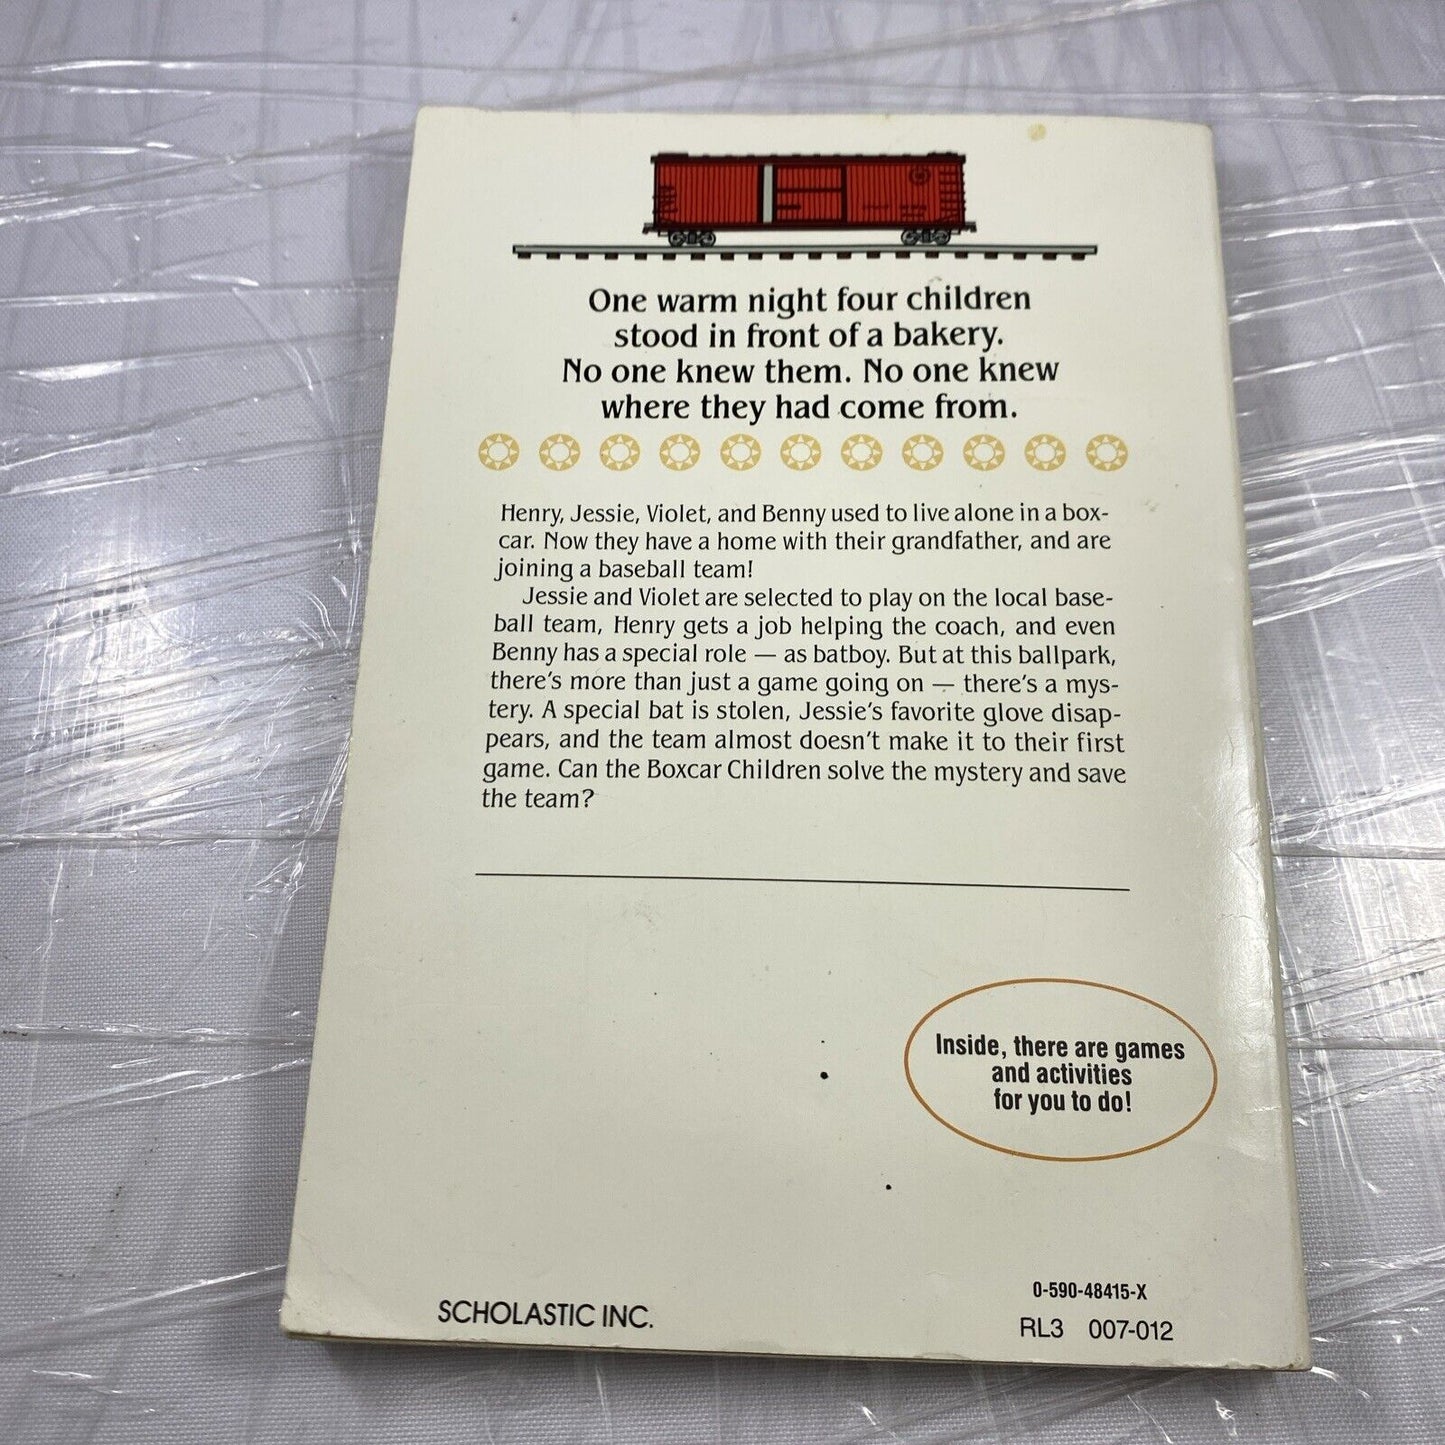 One warm night four children
stood in front of a bakery.
No one knew them. No one knew
where they had come from.
Henry, Jessie, Violet, and Benny used to live alone in a box-
car. Now they have a home with their grandfather, and are
joining a baseball team!
Jessie and Violet are selected to play on the local base-
ball team, Henry gets a job helping the coach, and even
Benny has a special role — as batboy. But at this ballpark,
there's more than just a game going on — there's a mys-
tery. A special bat is stolen, Jessie's favorite glove disap-
pears, and the team almost doesn't make it to their first
game. Can the Boxcar Children solve the mystery and save
the team?
Inside, there are games
and activities
for you to do!
0-590-48415-X
SCHOLASTIC INC.
RL3 007-012